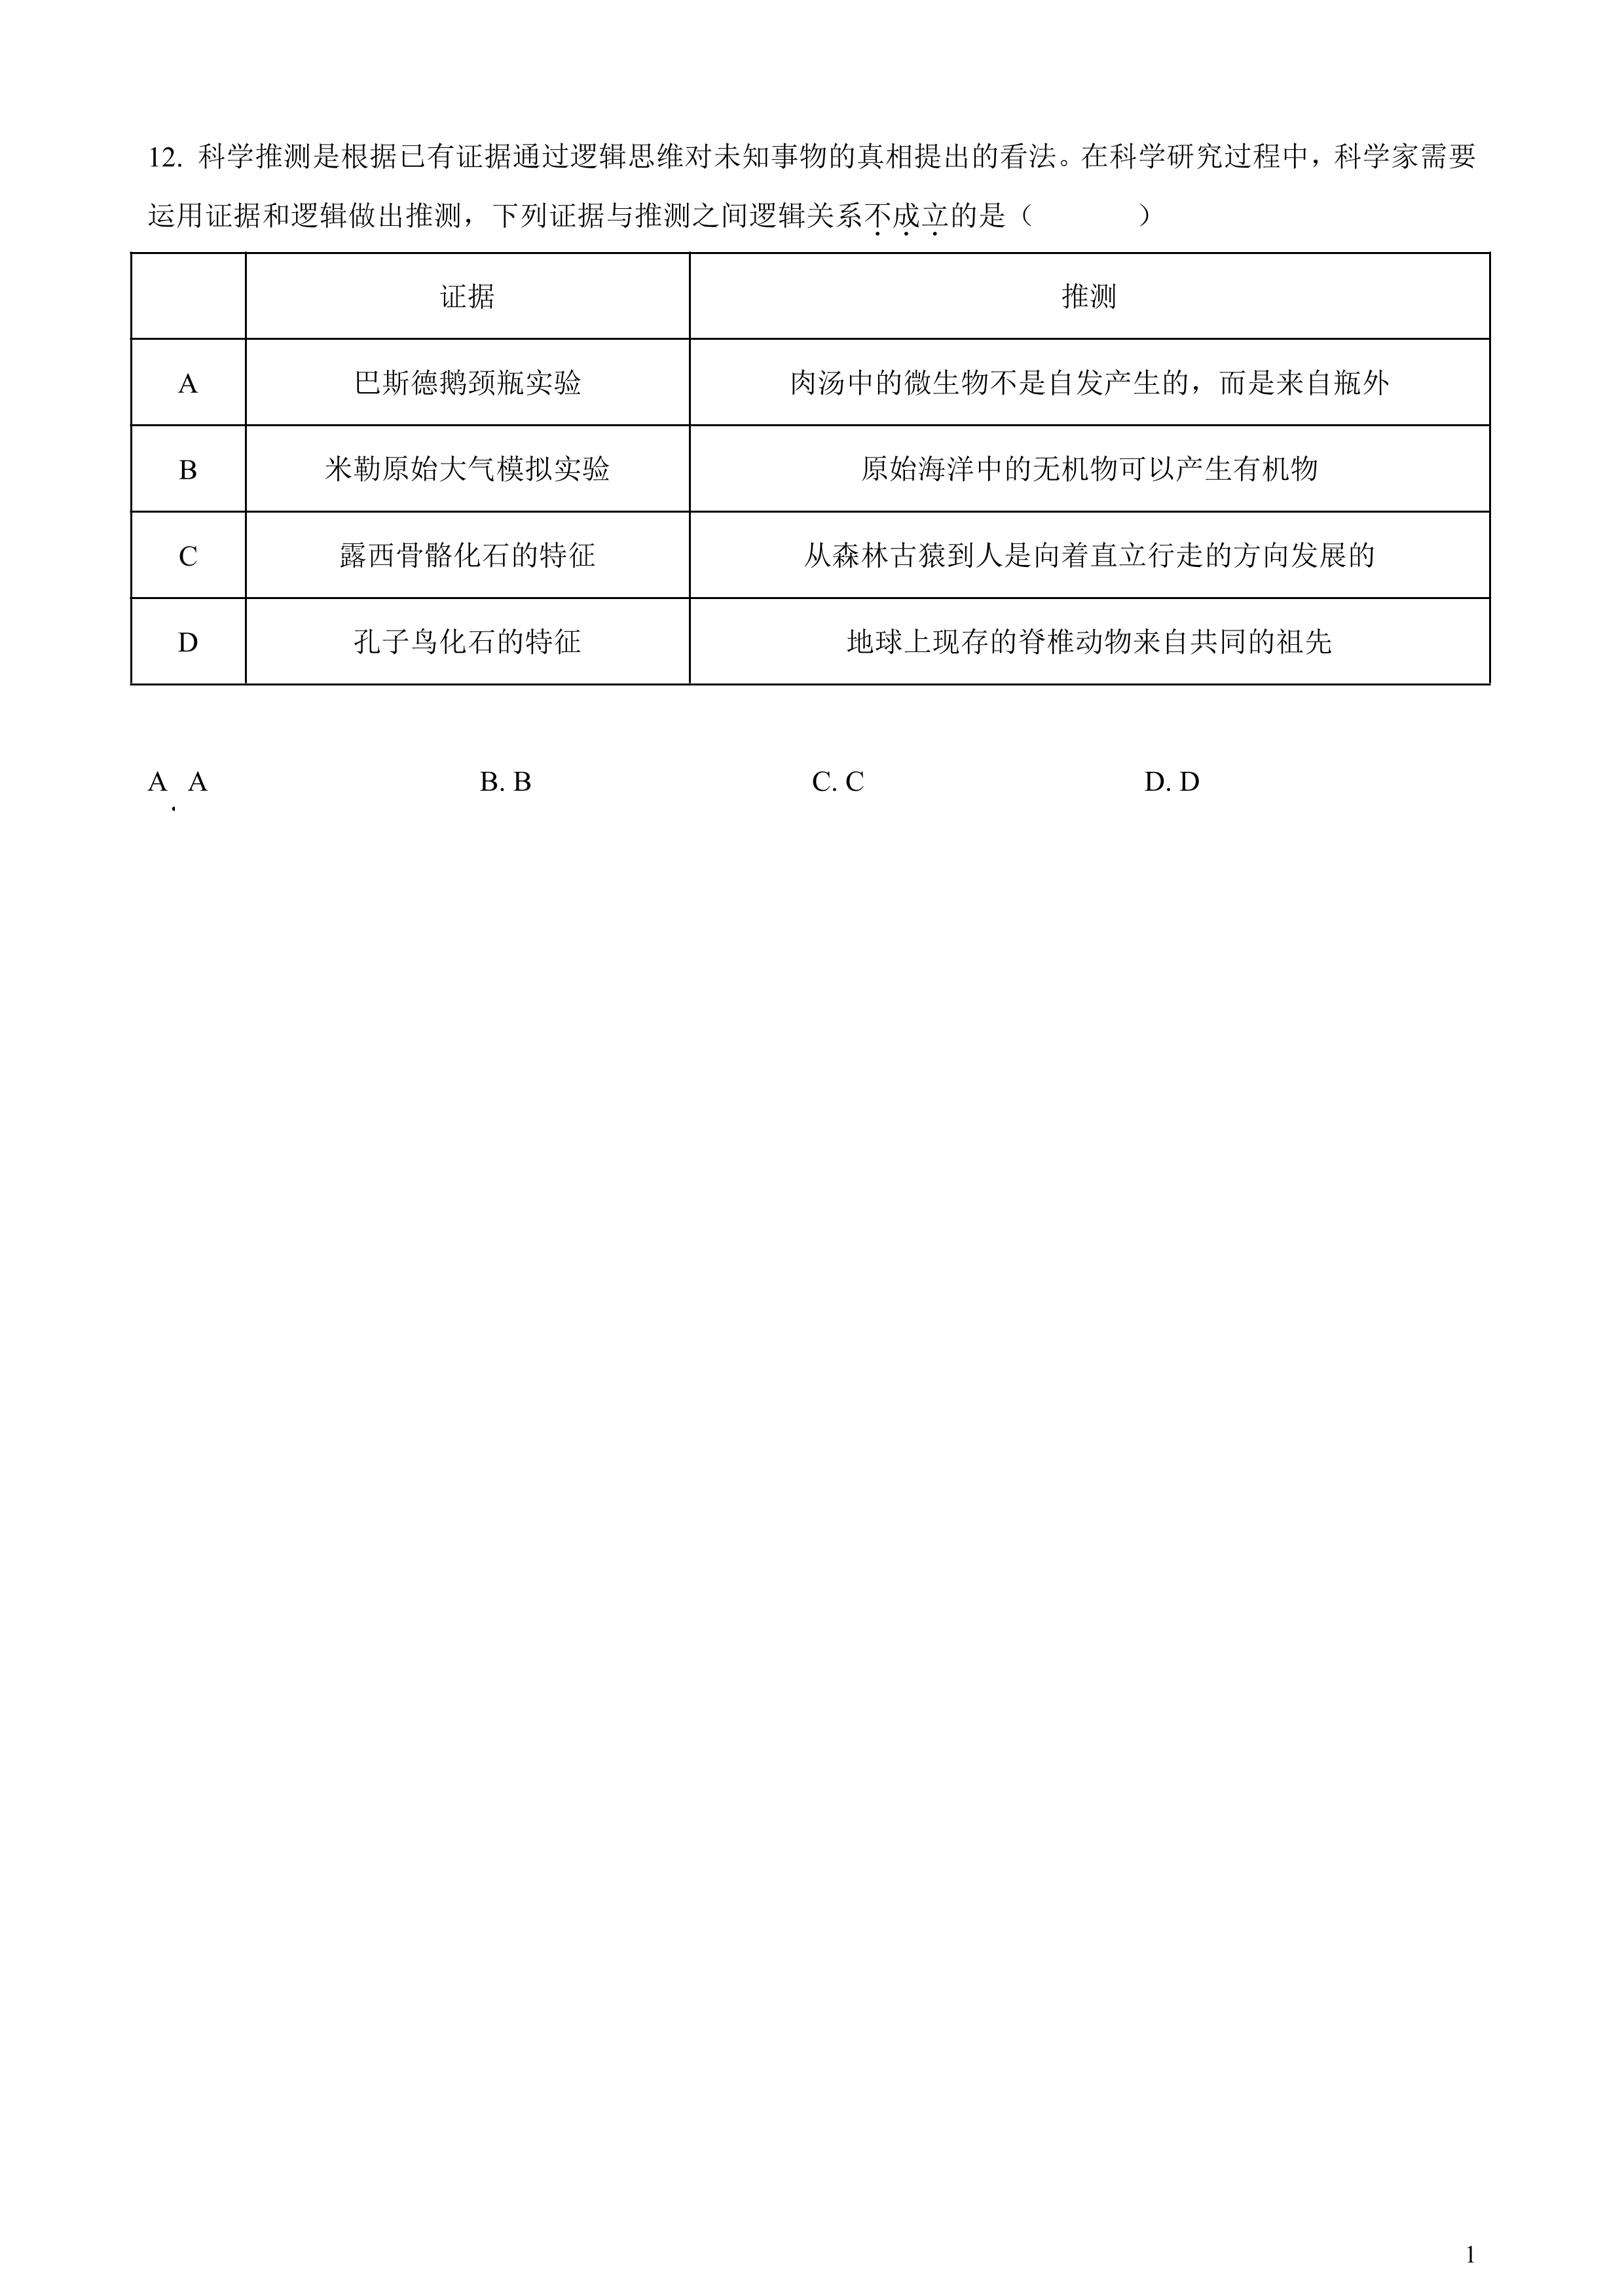 12. 科学推测是根据已有证据通过逻辑思维对未知事物的真相提出的看法。在科学研究过程中，科学家需要
运用证据和逻辑做出推测，下列证据与推测之间逻辑关系不成立的是（ ）
证据 推测
A 巴斯德鹅颈瓶实验 肉汤中的微生物不是自发产生的，而是来自瓶外
B 米勒原始大气模拟实验 原始海洋中的无机物可以产生有机物
C 露西骨骼化石的特征 从森林古猿到人是向着直立行走的方向发展的
D 孔子鸟化石的特征 地球上现存的脊椎动物来自共同的祖先
A. A B. B C. C D. D
1